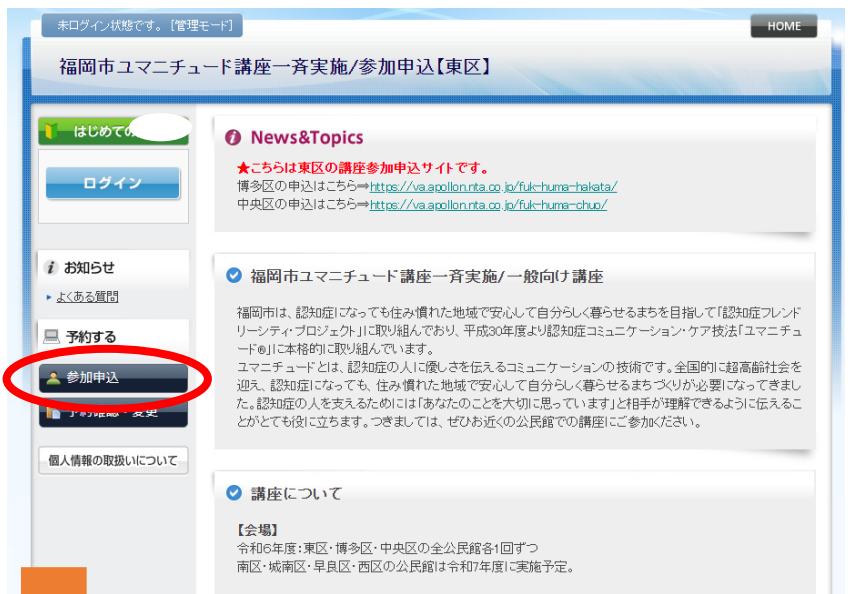 未ログイン状態です。[管理モード]
HOME
福岡市ユマニチュード講座一斉実施/参加申込【東区】
はじめての
ログイン
お知らせ
よくある質問
予約する
参加申込
予約確認・変更
個人情報の取扱いについて
News&Topics
★こちらは東区の講座参加申込サイトです。
博多区の申込はこちら⇒https://va.apollon.nta.co.jp/fuk-huma-hakata/
中央区の申込はこちら⇒https://va.apollon.nta.co.jp/fuk-huma-chuo/
福岡市ユマニチュード講座一斉実施/一般向け講座
福岡市は、認知症になっても住み慣れた地域で安心して自分らしく暮らせるまちを目指して「認知症フレンド
リーシティ・プロジェクト」に取り組んでおり、平成30年度より認知症コミュニケーション・ケア技法「ユマニチュ
ード®」に本格的に取り組んでいます。
ユマニチュードとは、認知症の人に優しさを伝えるコミュニケーションの技術です。全国的に超高齢社会を
迎え、認知症になっても、住み慣れた地域で安心して自分らしく暮らせるまちづくりが必要になってきまし
た。認知症の人を支えるためには「あなたのことを大切に思っています」と相手が理解できるように伝えるこ
とがとても役に立ちます。つきましては、ぜひお近くの公民館での講座にご参加ください。
講座について
【会場】
令和6年度：東区・博多区・中央区の全公民館各1回ずつ
南区・城南区・早良区・西区の公民館は令和7年度に実施予定。